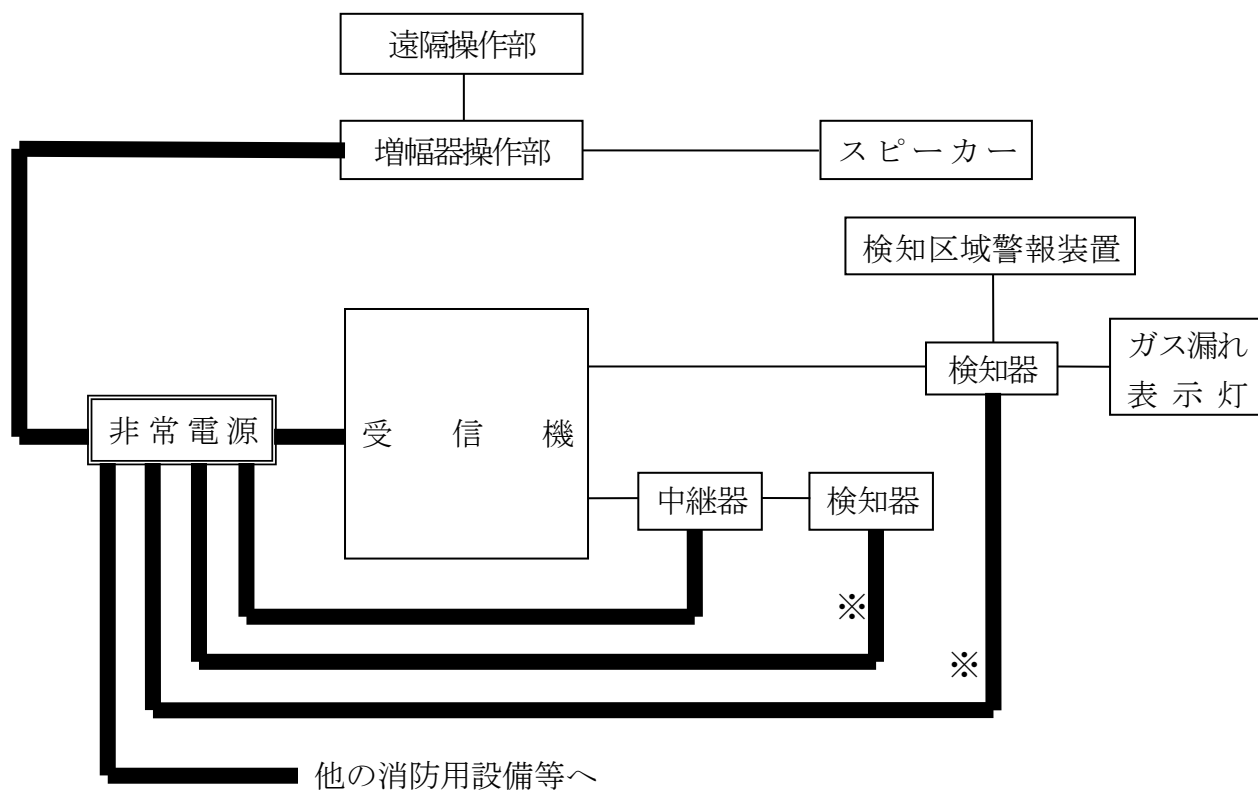 遠隔操作部
増幅器操作部
スピーカー
検知区域警報装置
検知器
ガス漏れ
表示灯
非常電源
受信機
中継器
検知器
※
※
他の消防用設備等へ